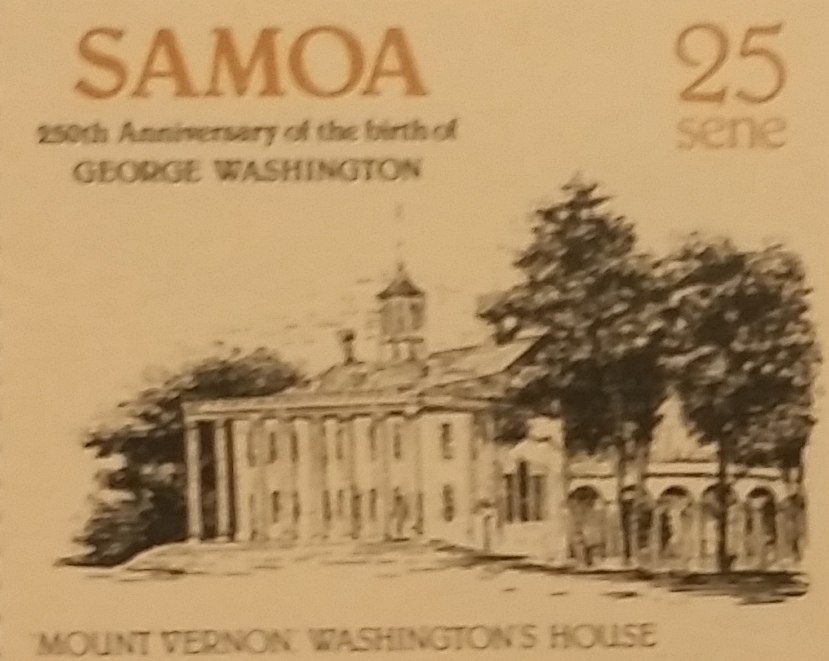 SAMOA
25
sene
250th Anniversary of the birth of
GEORGE WASHINGTON
'MOUNT VERNON' WASHINGTON'S HOUSE